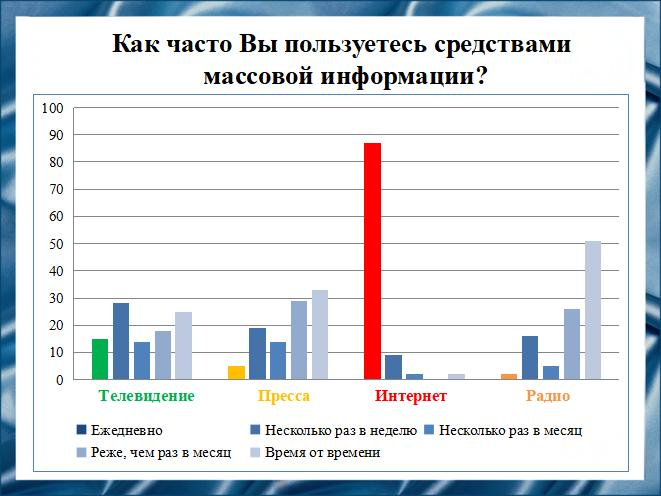 Как часто Вы пользуетесь средствами
массовой информации?
100
90
80
70
60
50
40
30
20
10
0
Телевидение Пресса Интернет Радио
Ежедневно Несколько раз в неделю Несколько раз в месяц
Реже, чем раз в месяц Время от времени